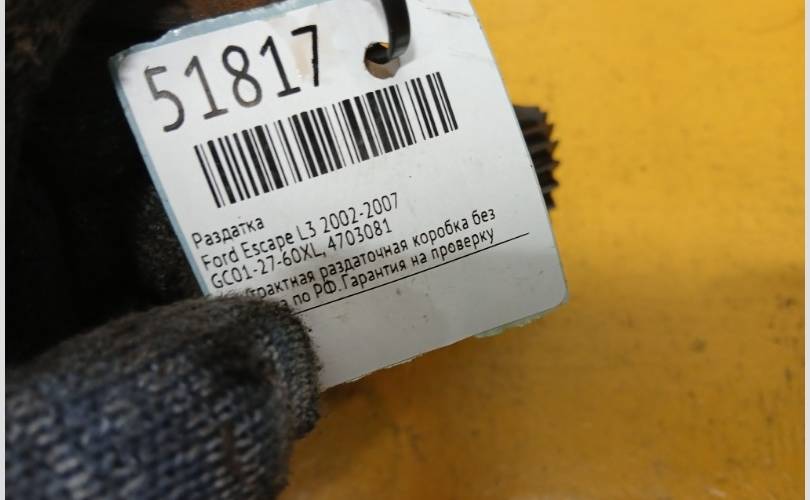 51817
Раздатка
Ford Escape L3 2002-2007
GC01-27-60XL, 4703081
раздаточная коробка без
по РФ.Гарантия на проверку